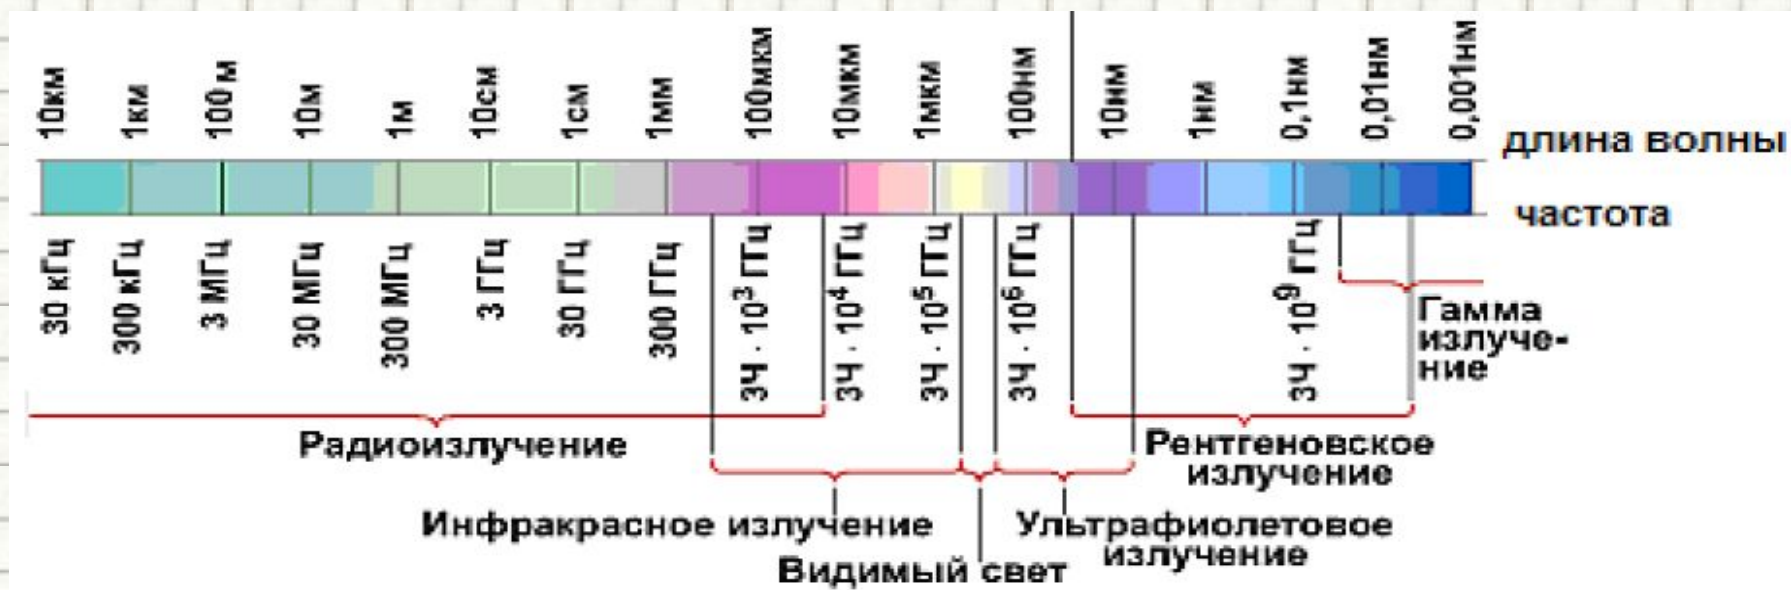 10км
1км
100м
10м
1м
10см
1см
1мм
100мкм
10мкм
1мкм
100нм
10нм
1нм
0,1нм
0,01нм
0,001нм
длина волны
частота
30 кГц
300 кГц
3 МГц
30 МГц
300 МГц
3 ГГц
30 ГГц
300 ГГц
3Ч · 10³ ГГц
3Ч · 10⁴ ГГц
3Ч · 10⁵ ГГц
3Ч · 10⁶ ГГц
3Ч · 10⁹ ГГц
Гамма
излуче-
ние
Радиоизлучение
Рентгеновское
излучение
Инфракрасное излучение
Ультрафиолетовое
излучение
Видимый свет